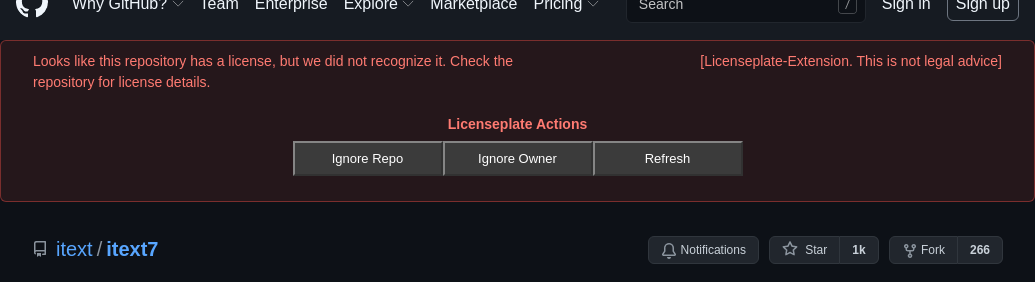 Why GitHub? Team Enterprise Explore Marketplace Pricing Search / Sign in Sign up
Looks like this repository has a license, but we did not recognize it. Check the
repository for license details.
[Licenseplate-Extension. This is not legal advice]
Licenseplate Actions
Ignore Repo Ignore Owner Refresh
itext / itext7 Notifications Star 1k Fork 266